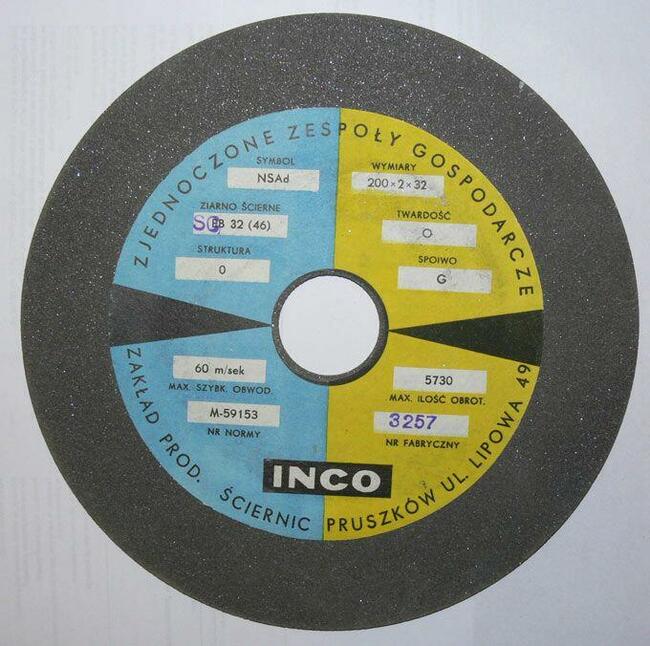 ZJEDNOCZONE ZESPOŁY GOSPODARCZE
SYMBOL
NSAd
WYMIARY
200×2×32
ZIARNO ŚCIERNE
32 (46)
TWARDOŚĆ
O
STRUKTURA
0
SPOIWO
G
60 m/sek
MAX. SZYBK. OBWOD.
5730
MAX. ILOŚĆ OBROT.
M-59153
NR NORMY
3257
NR FABRYCZNY
INCO
ZAKŁAD PROD. ŚCIERNIC PRUSZKÓW UL. LIPOWA 49